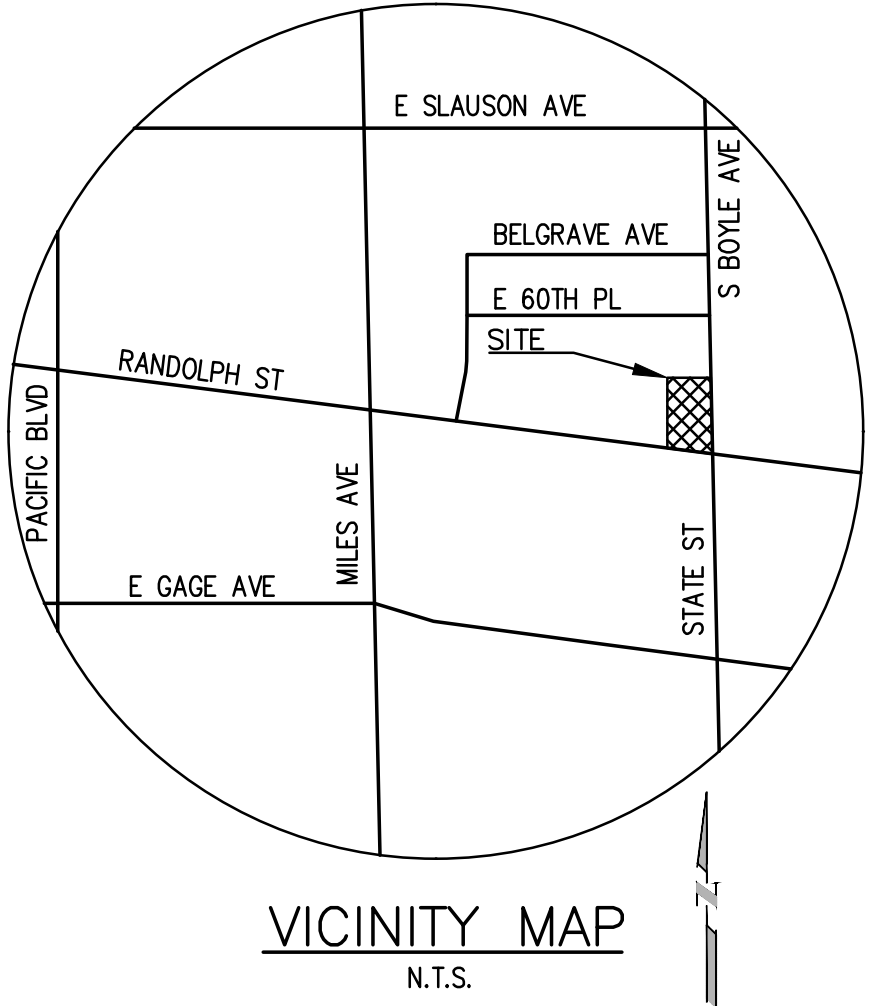 E SLAUSON AVE
S BOYLE AVE
BELGRAVE AVE
E 60TH PL
SITE
RANDOLPH ST
PACIFIC BLVD
MILES AVE
STATE ST
E GAGE AVE
N
VICINITY MAP
N.T.S.